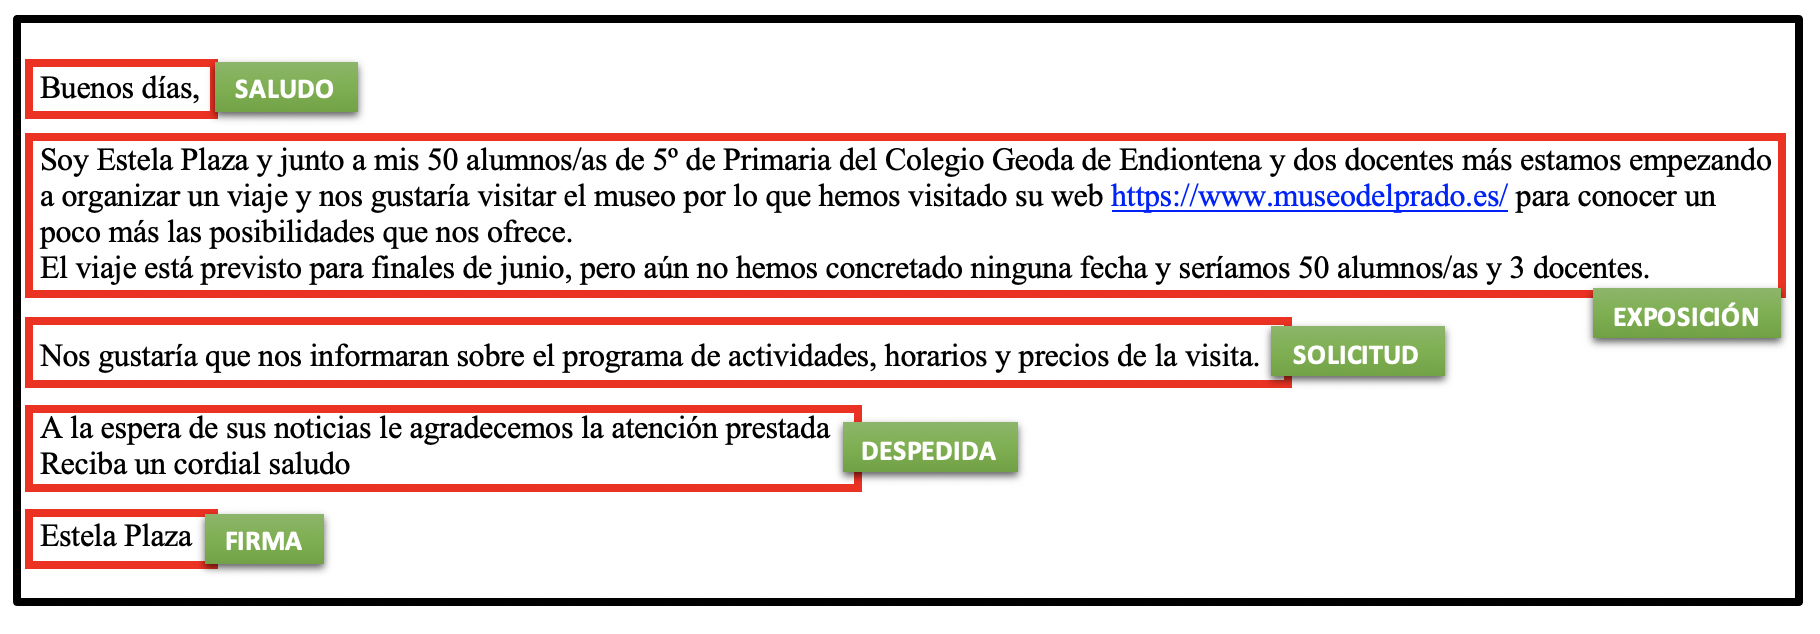 Buenos días,
SALUDO
Soy Estela Plaza y junto a mis 50 alumnos/as de 5º de Primaria del Colegio Geoda de Endiontena y dos docentes más estamos empezando
a organizar un viaje y nos gustaría visitar el museo por lo que hemos visitado su web https://www.museodelprado.es/ para conocer un
poco más las posibilidades que nos ofrece.
El viaje está previsto para finales de junio, pero aún no hemos concretado ninguna fecha y seríamos 50 alumnos/as y 3 docentes.
EXPOSICIÓN
Nos gustaría que nos informaran sobre el programa de actividades, horarios y precios de la visita.
SOLICITUD
A la espera de sus noticias le agradecemos la atención prestada
Reciba un cordial saludo
DESPEDIDA
Estela Plaza
FIRMA